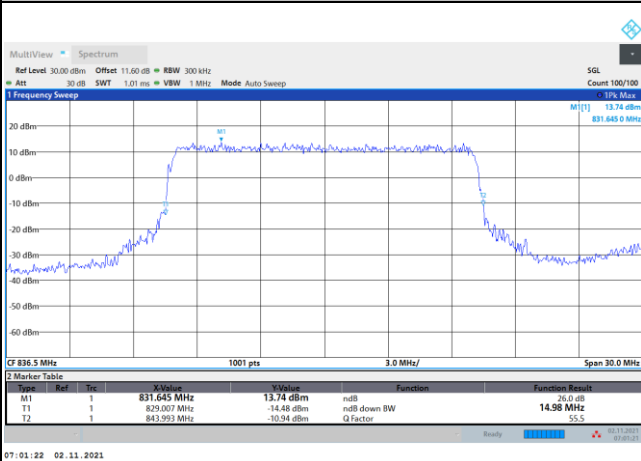 MultiView Spectrum
Ref Level 30.00 dBm Offset 11.60 dB RBW 300 kHz SGL
Att 30 dB SWT 1.01 ms VBW 1 MHz Mode Auto Sweep Count 100/100
1 Frequency Sweep 1Pk Max
M1[1] 13.74 dBm
831.645 0 MHz
M1
20 dBm
10 dBm
0 dBm
T1
T2
-10 dBm
-20 dBm
-30 dBm
-40 dBm
-50 dBm
-60 dBm
CF 836.5 MHz 1001 pts 3.0 MHz/ Span 30.0 MHz
2 Marker Table
Type Ref Trc X-Value Y-Value Function Function Result
M1 1 831.645 MHz 13.74 dBm ndB 26.0 dB
T1 1 829.007 MHz -14.48 dBm ndB down BW 14.98 MHz
T2 1 843.993 MHz -10.94 dBm Q Factor 55.5
Ready 02.11.2021
07:01:21
07:01:22 02.11.2021